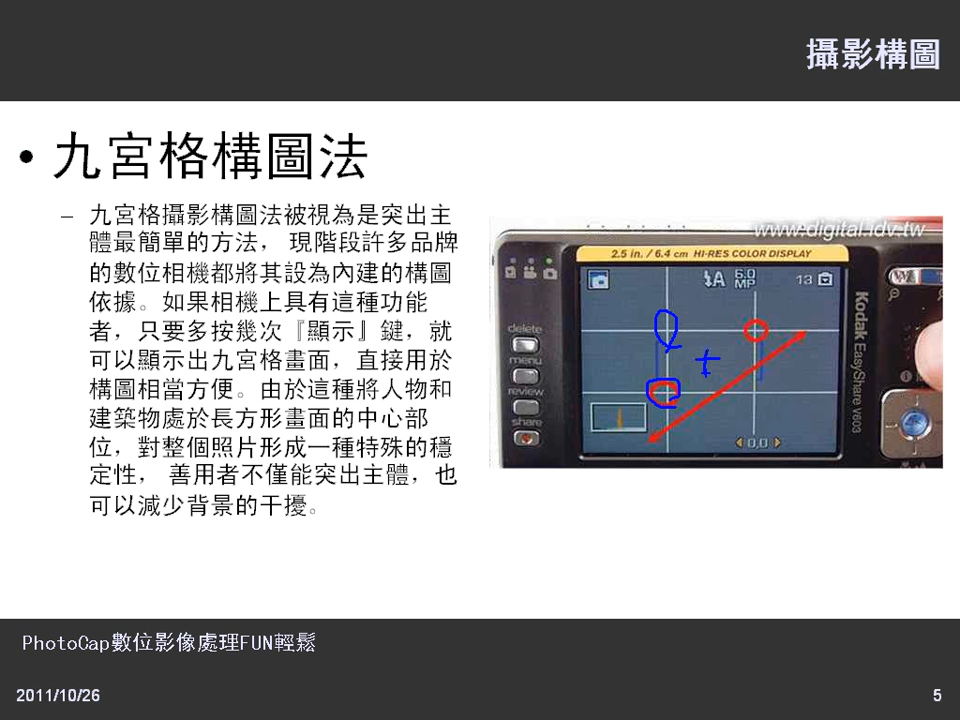 攝影構圖
• 九宮格構圖法
– 九宮格攝影構圖法被視為是突出主
體最簡單的方法， 現階段許多品牌
的數位相機都將其設為內建的構圖
依據。如果相機上具有這種功能
者，只要多按幾次『顯示』鍵，就
可以顯示出九宮格畫面，直接用於
構圖相當方便。由於這種將人物和
建築物處於長方形畫面的中心部
位，對整個照片形成一種特殊的穩
定性， 善用者不僅能突出主體，也
可以減少背景的干擾。
www.digital.idv.tw
2.5 in. / 6.4 cm HI-RES COLOR DISPLAY
A 6.0 MP 13
W
delete
menu
review
share
0,0
Kodak EasyShare V603
PhotoCap數位影像處理FUN輕鬆
2011/10/26
5